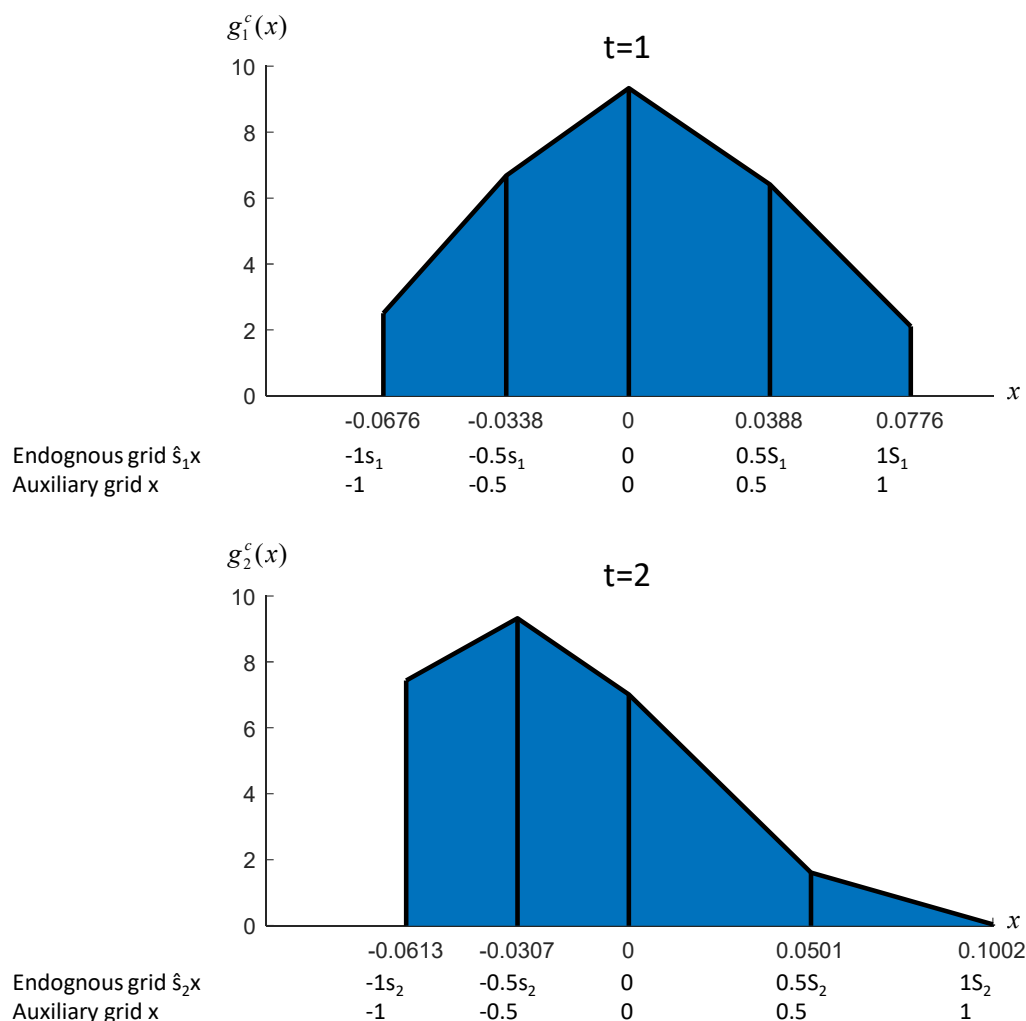 g₁ᶜ(x)
t=1
10
8
6
4
2
0
x
-0.0676 -0.0338 0 0.0388 0.0776
Endognous grid ŝ₁x -1s₁ -0.5s₁ 0 0.5S₁ 1S₁
Auxiliary grid x -1 -0.5 0 0.5 1
g₂ᶜ(x)
t=2
10
8
6
4
2
0
x
-0.0613 -0.0307 0 0.0501 0.1002
Endognous grid ŝ₂x -1s₂ -0.5s₂ 0 0.5S₂ 1S₂
Auxiliary grid x -1 -0.5 0 0.5 1